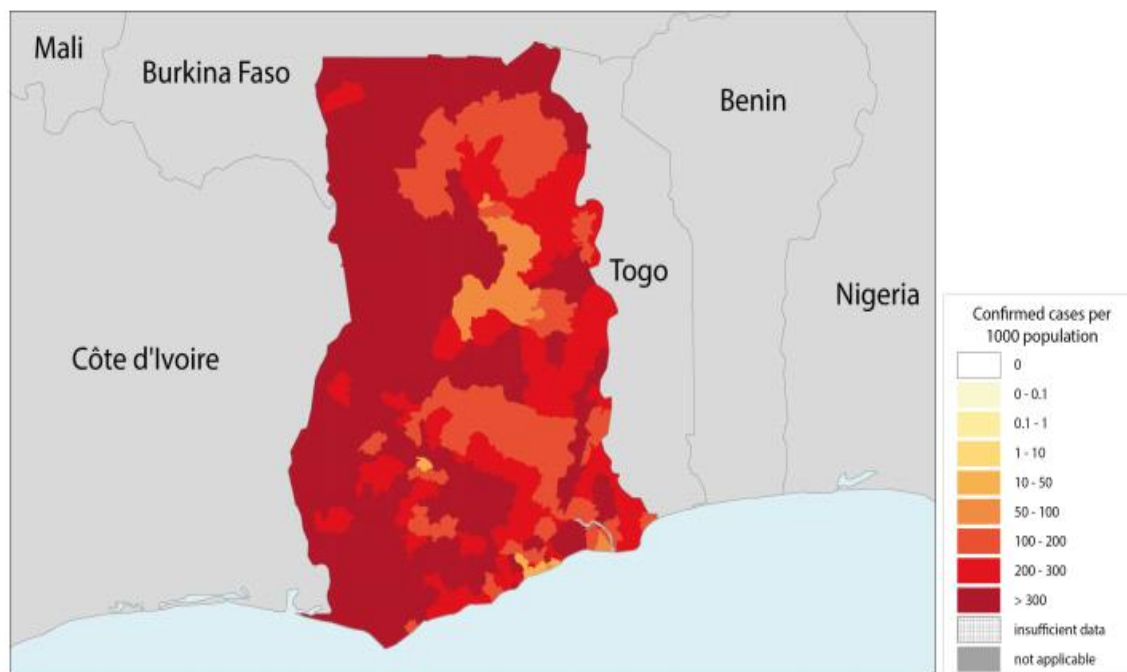 Mali
Burkina Faso
Benin
Togo
Nigeria
Côte d'Ivoire
Confirmed cases per
1000 population
0
0 - 0.1
0.1 - 1
1 - 10
10 - 50
50 - 100
100 - 200
200 - 300
> 300
insufficient data
not applicable